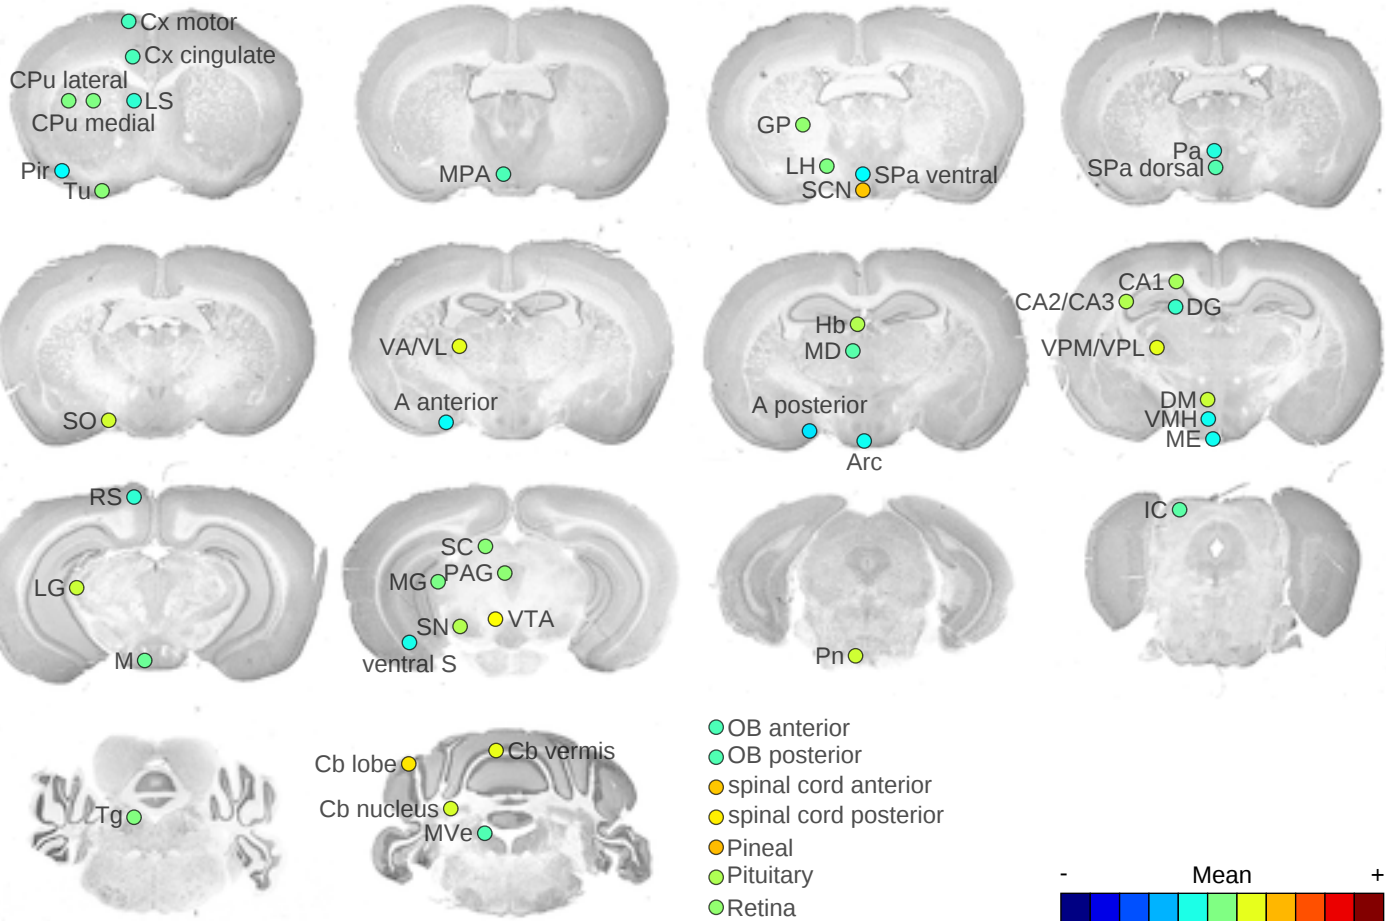 Cx motor
Cx cingulate
CPu lateral
LS
CPu medial
Pir
Tu
MPA
GP
LH
SPa ventral
SCN
Pa
SPa dorsal
SO
VA/VL
A anterior
Hb
MD
A posterior
Arc
CA1
CA2/CA3
DG
VPM/VPL
DM
VMH
ME
RS
LG
M
SC
PAG
MG
SN
VTA
ventral S
Pn
IC
Tg
Cb vermis
Cb lobe
Cb nucleus
MVe
OB anterior
OB posterior
spinal cord anterior
spinal cord posterior
Pineal
Pituitary
Retina
- Mean +